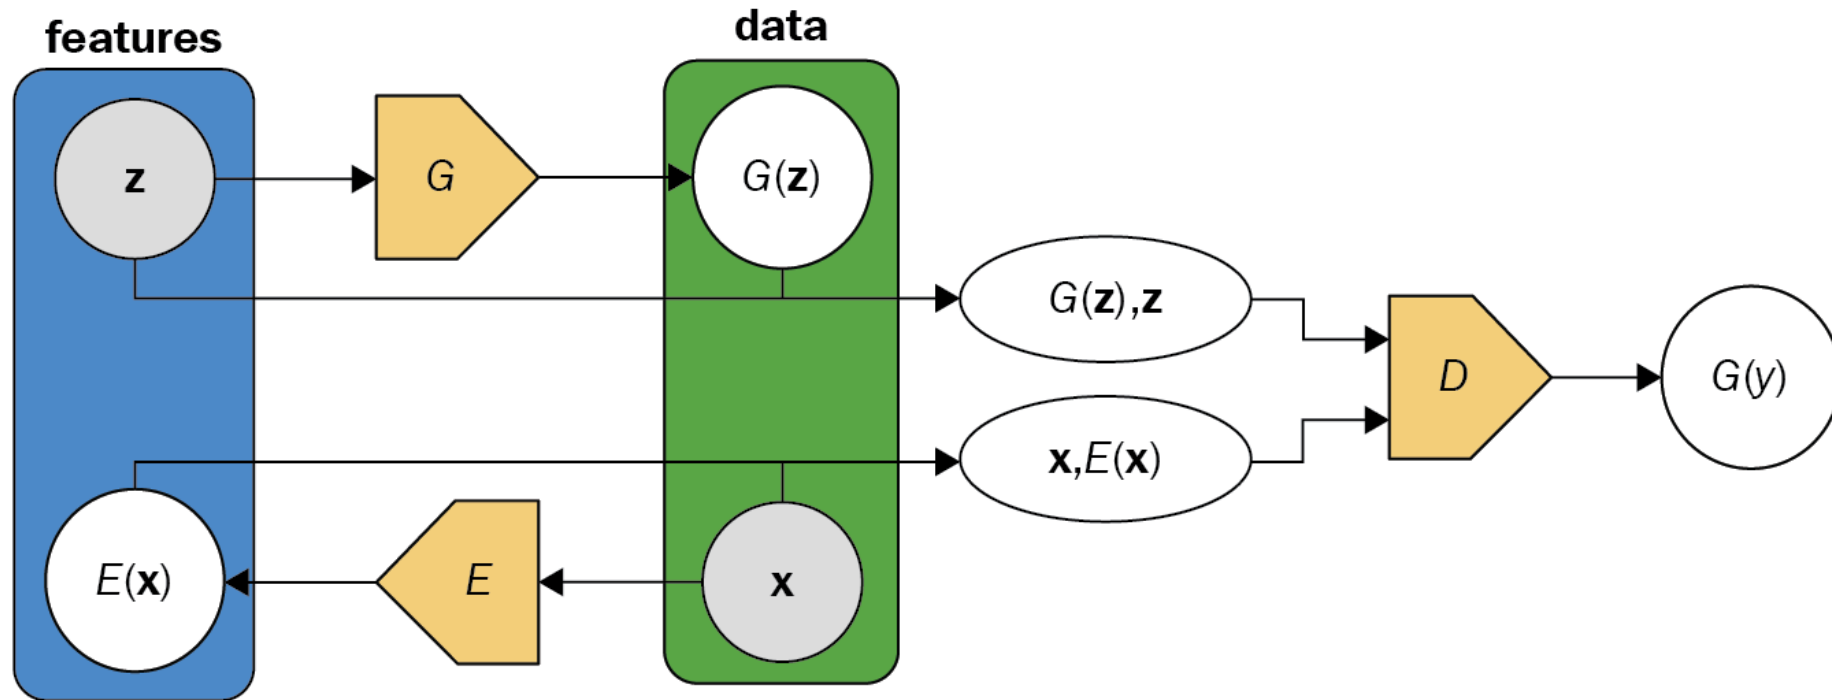 features
data
z
G
G(z)
G(z),z
D
G(y)
x,E(x)
E(x)
E
x